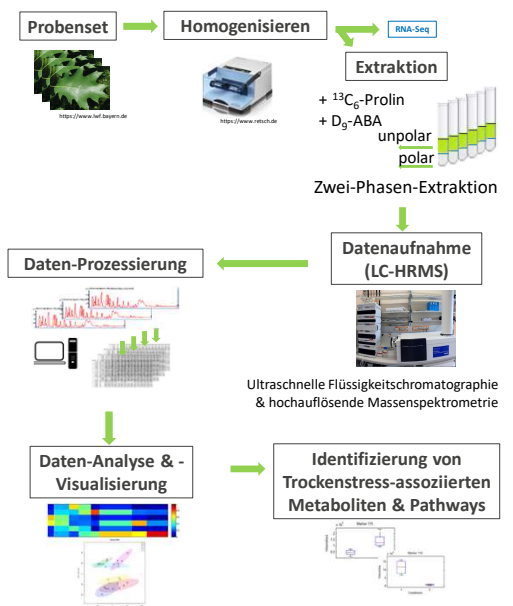 Probenset
Homogenisieren
RNA-Seq
https://www.lwf.bayern.de
https://www.retsch.de
Extraktion
+ ¹³C₆-Prolin
+ D₉-ABA
unpolar
polar
Zwei-Phasen-Extraktion
Datenaufnahme
(LC-HRMS)
Daten-Prozessierung
Ultraschnelle Flüssigkeitschromatographie
& hochauflösende Massenspektrometrie
Daten-Analyse & -
Visualisierung
Identifizierung von
Trockenstress-assoziierten
Metaboliten & Pathways